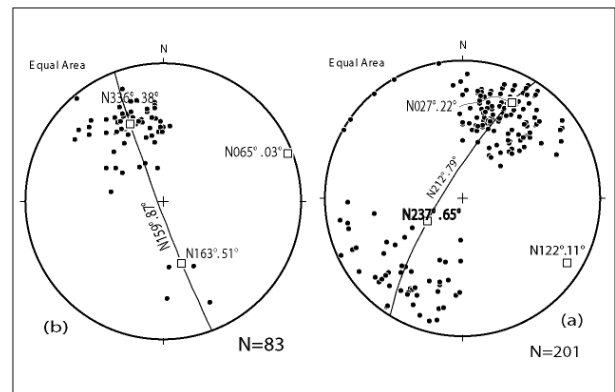 N
Equal Area
N336°.38°
N065°.03°
N159°.87°
N163°.51°
(b)
N=83
N
Equal Area
N027°.22°
N212°.79°
N237°.65°
N122°.11°
(a)
N=201